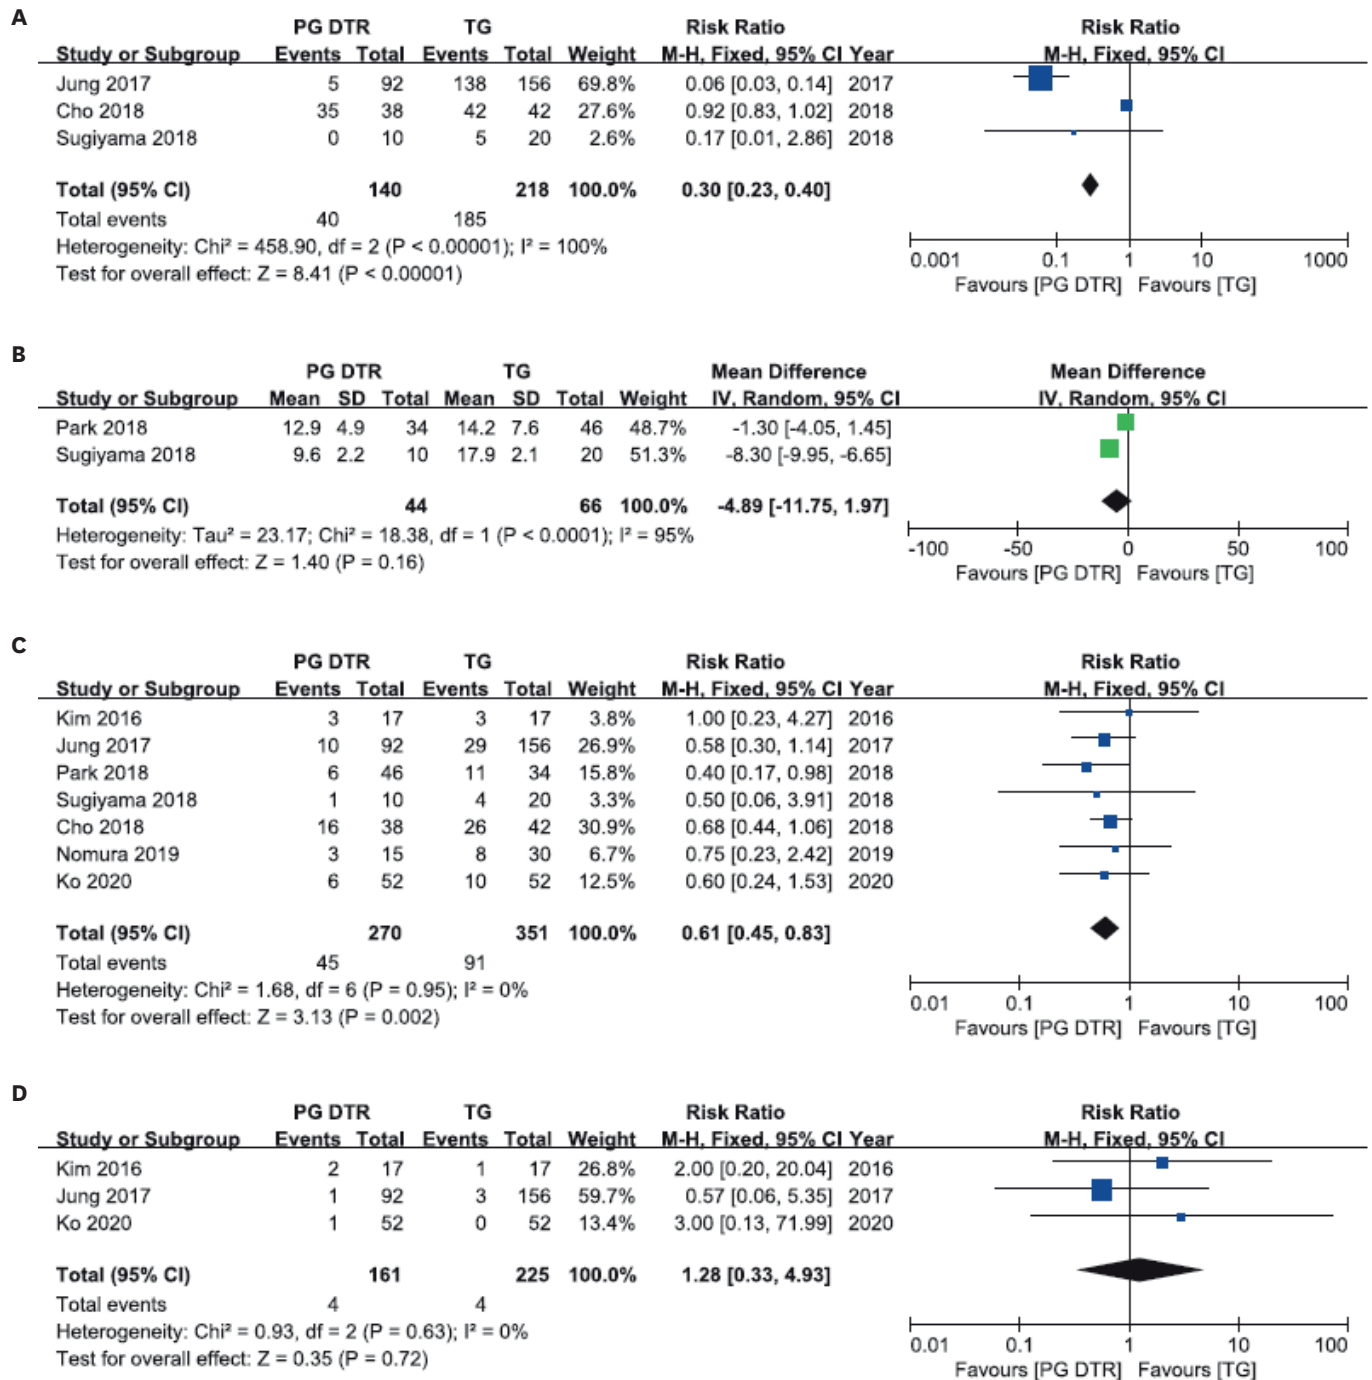 A
PG DTR TG Risk Ratio Risk Ratio
Study or Subgroup Events Total Events Total Weight M-H, Fixed, 95% CI Year M-H, Fixed, 95% CI
Jung 2017 5 92 138 156 69.8% 0.06 [0.03, 0.14] 2017
Cho 2018 35 38 42 42 27.6% 0.92 [0.83, 1.02] 2018
Sugiyama 2018 0 10 5 20 2.6% 0.17 [0.01, 2.86] 2018
Total (95% CI) 140 218 100.0% 0.30 [0.23, 0.40]
Total events 40 185
Heterogeneity: Chi² = 458.90, df = 2 (P < 0.00001); I² = 100%
Test for overall effect: Z = 8.41 (P < 0.00001)
0.001 0.1 1 10 1000
Favours [PG DTR] Favours [TG]
B
PG DTR TG Mean Difference Mean Difference
Study or Subgroup Mean SD Total Mean SD Total Weight IV, Random, 95% CI IV, Random, 95% CI
Park 2018 12.9 4.9 34 14.2 7.6 46 48.7% -1.30 [-4.05, 1.45]
Sugiyama 2018 9.6 2.2 10 17.9 2.1 20 51.3% -8.30 [-9.95, -6.65]
Total (95% CI) 44 66 100.0% -4.89 [-11.75, 1.97]
Heterogeneity: Tau² = 23.17; Chi² = 18.38, df = 1 (P < 0.0001); I² = 95%
Test for overall effect: Z = 1.40 (P = 0.16)
-100 -50 0 50 100
Favours [PG DTR] Favours [TG]
C
PG DTR TG Risk Ratio Risk Ratio
Study or Subgroup Events Total Events Total Weight M-H, Fixed, 95% CI Year M-H, Fixed, 95% CI
Kim 2016 3 17 3 17 3.8% 1.00 [0.23, 4.27] 2016
Jung 2017 10 92 29 156 26.9% 0.58 [0.30, 1.14] 2017
Park 2018 6 46 11 34 15.8% 0.40 [0.17, 0.98] 2018
Sugiyama 2018 1 10 4 20 3.3% 0.50 [0.06, 3.91] 2018
Cho 2018 16 38 26 42 30.9% 0.68 [0.44, 1.06] 2018
Nomura 2019 3 15 8 30 6.7% 0.75 [0.23, 2.42] 2019
Ko 2020 6 52 10 52 12.5% 0.60 [0.24, 1.53] 2020
Total (95% CI) 270 351 100.0% 0.61 [0.45, 0.83]
Total events 45 91
Heterogeneity: Chi² = 1.68, df = 6 (P = 0.95); I² = 0%
Test for overall effect: Z = 3.13 (P = 0.002)
0.01 0.1 1 10 100
Favours [PG DTR] Favours [TG]
D
PG DTR TG Risk Ratio Risk Ratio
Study or Subgroup Events Total Events Total Weight M-H, Fixed, 95% CI Year M-H, Fixed, 95% CI
Kim 2016 2 17 1 17 26.8% 2.00 [0.20, 20.04] 2016
Jung 2017 1 92 3 156 59.7% 0.57 [0.06, 5.35] 2017
Ko 2020 1 52 0 52 13.4% 3.00 [0.13, 71.99] 2020
Total (95% CI) 161 225 100.0% 1.28 [0.33, 4.93]
Total events 4 4
Heterogeneity: Chi² = 0.93, df = 2 (P = 0.63); I² = 0%
Test for overall effect: Z = 0.35 (P = 0.72)
0.01 0.1 1 10 100
Favours [PG DTR] Favours [TG]